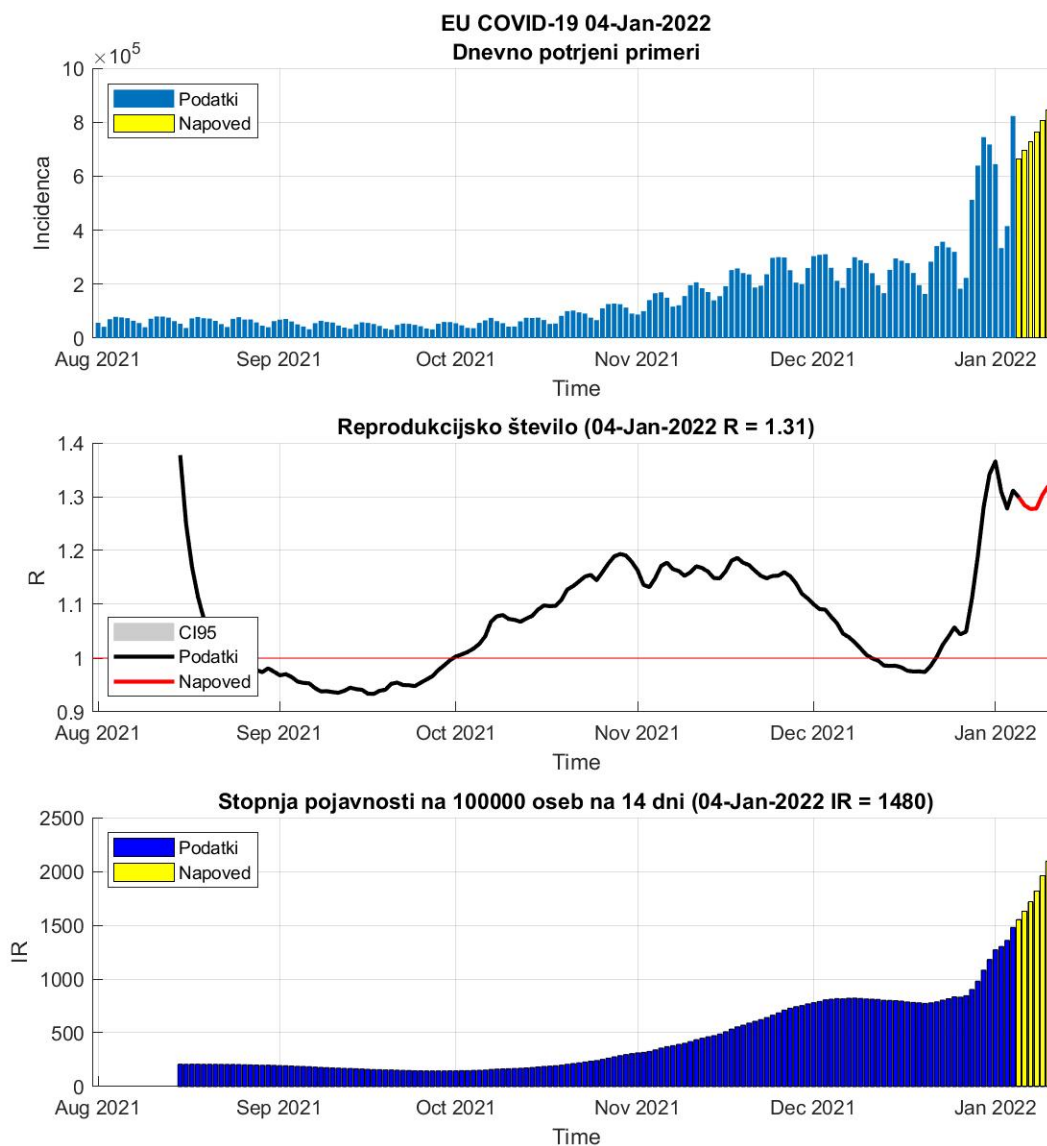 EU COVID-19 04-Jan-2022
Dnevno potrjeni primeri
×10⁵
10
8
6
4
2
0
Incidenca
Podatki
Napoved
Aug 2021 Sep 2021 Oct 2021 Nov 2021 Dec 2021 Jan 2022
Time
Reprodukcijsko število (04-Jan-2022 R = 1.31)
1.4
1.3
1.2
1.1
1
0.9
R
CI95
Podatki
Napoved
Aug 2021 Sep 2021 Oct 2021 Nov 2021 Dec 2021 Jan 2022
Time
Stopnja pojavnosti na 100000 oseb na 14 dni (04-Jan-2022 IR = 1480)
2500
2000
1500
1000
500
0
IR
Podatki
Napoved
Aug 2021 Sep 2021 Oct 2021 Nov 2021 Dec 2021 Jan 2022
Time